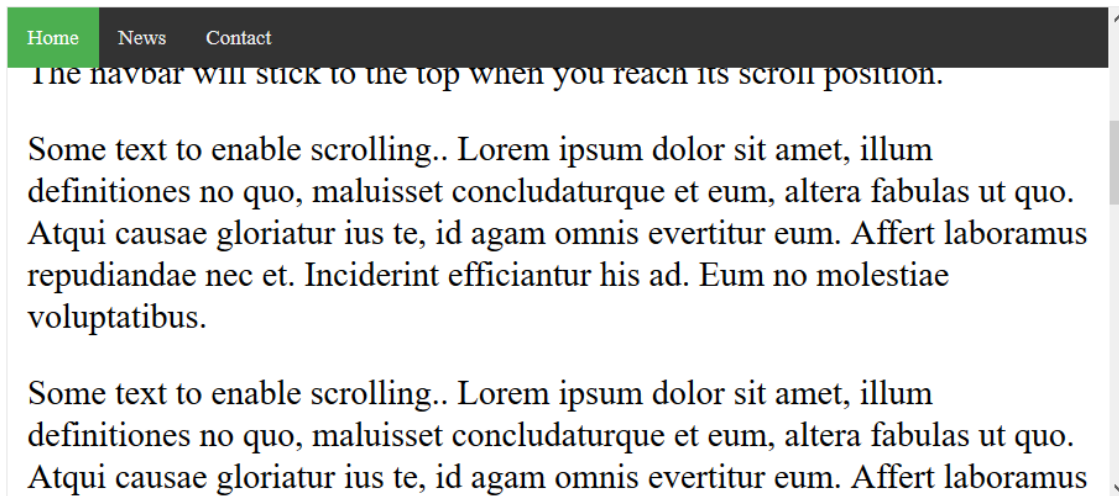 Home News Contact
The navbar will stick to the top when you reach its scroll position.
Some text to enable scrolling.. Lorem ipsum dolor sit amet, illum
definitiones no quo, maluisset concludaturque et eum, altera fabulas ut quo.
Atqui causae gloriatur ius te, id agam omnis evertitur eum. Affert laboramus
repudiandae nec et. Inciderint efficiantur his ad. Eum no molestiae
voluptatibus.
Some text to enable scrolling.. Lorem ipsum dolor sit amet, illum
definitiones no quo, maluisset concludaturque et eum, altera fabulas ut quo.
Atqui causae gloriatur ius te, id agam omnis evertitur eum. Affert laboramus